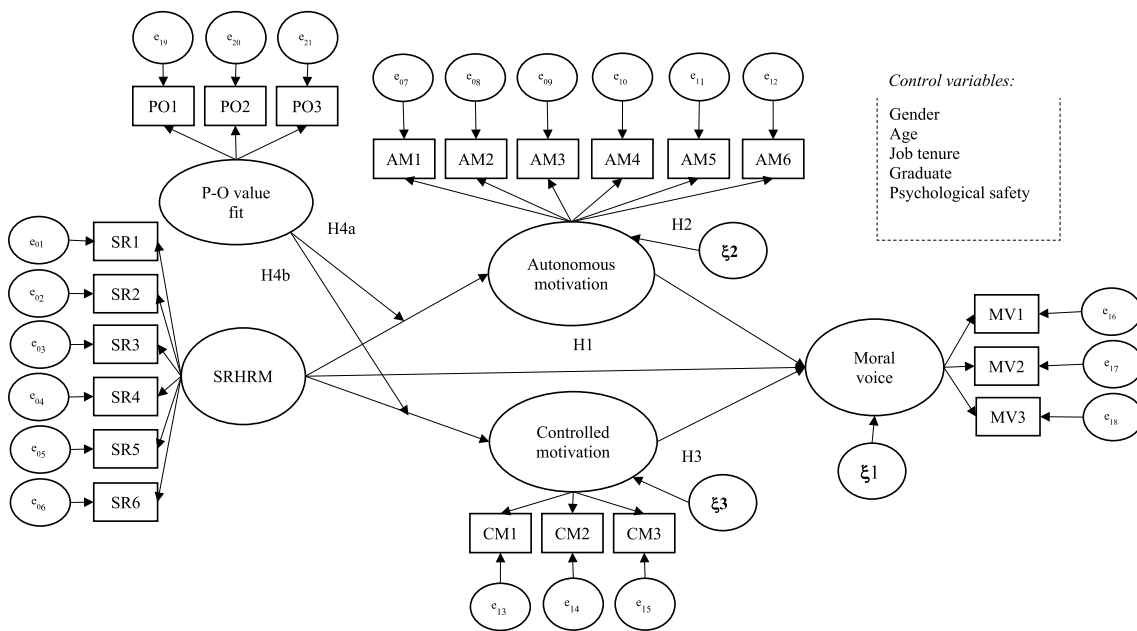 e19
e20
e21
PO1
PO2
PO3
P-O value
fit
e07
e08
e09
e10
e11
e12
AM1
AM2
AM3
AM4
AM5
AM6
Control variables:
Gender
Age
Job tenure
Graduate
Psychological safety
e01
SR1
e02
SR2
e03
SR3
e04
SR4
e05
SR5
e06
SR6
SRHRM
H4a
H4b
Autonomous
motivation
H2
ξ2
H1
Controlled
motivation
H3
ξ3
CM1
CM2
CM3
e13
e14
e15
Moral
voice
ξ1
MV1
e16
MV2
e17
MV3
e18